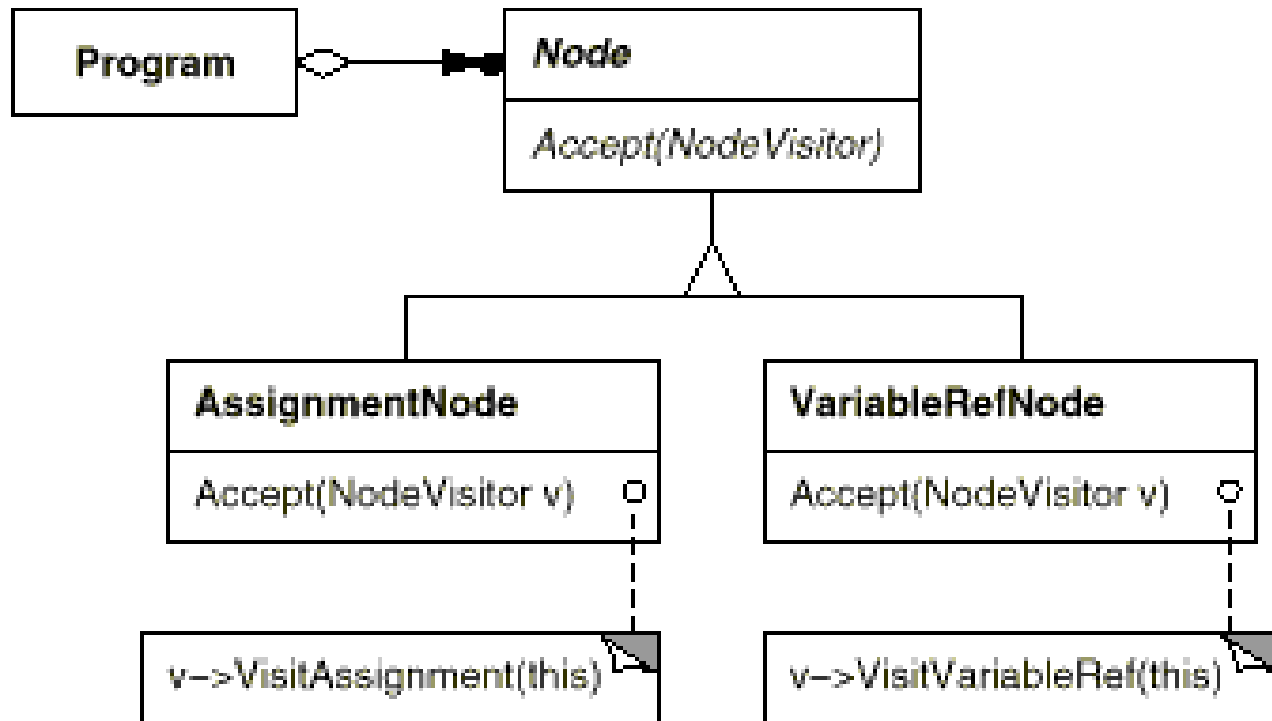 Program
Node
Accept(NodeVisitor)
AssignmentNode
Accept(NodeVisitor v)
VariableRefNode
Accept(NodeVisitor v)
v–>VisitAssignment(this)
v–>VisitVariableRef(this)